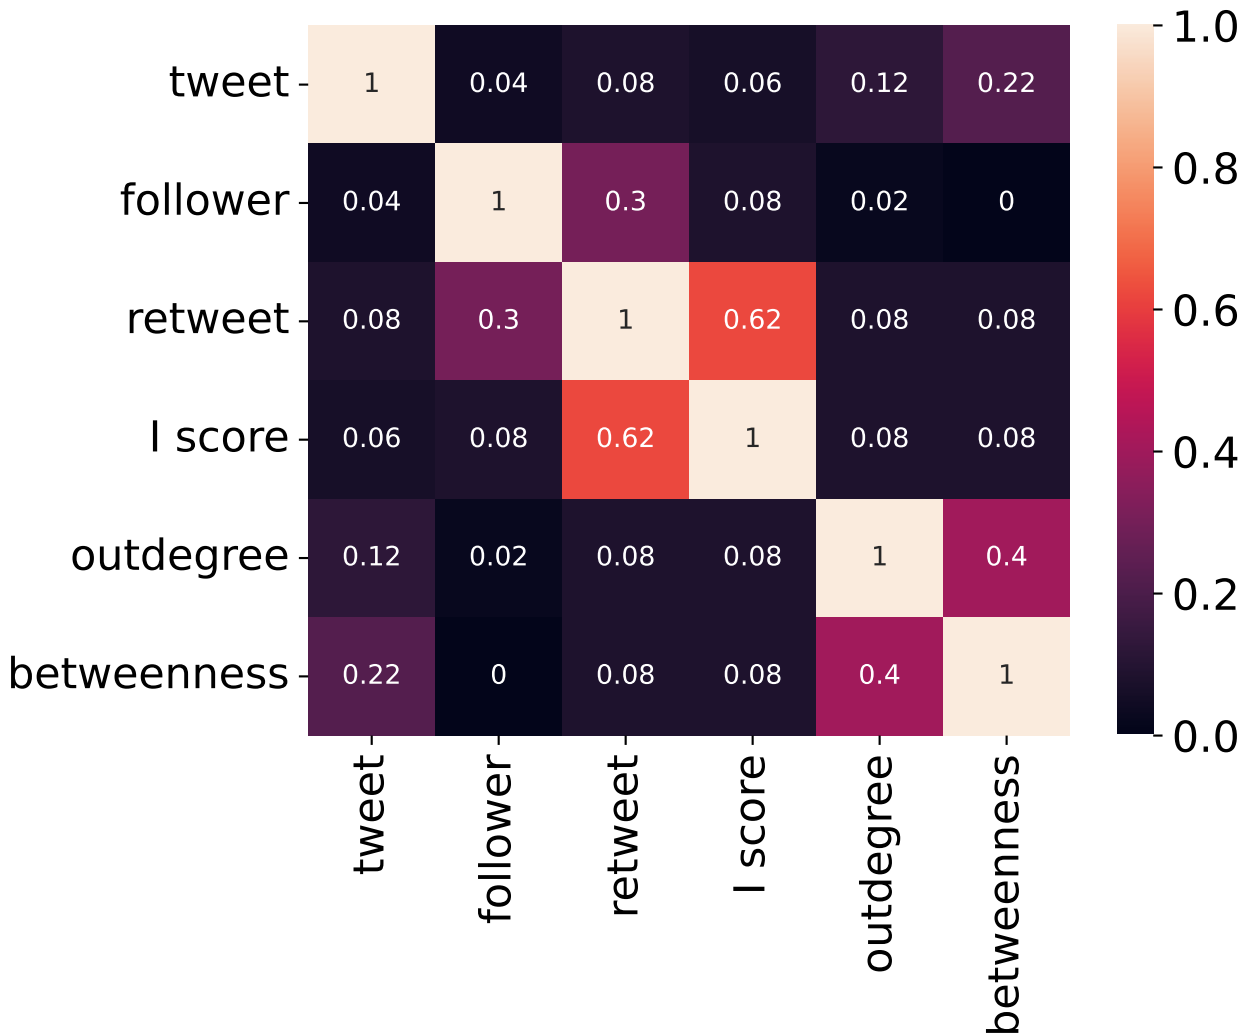 tweet 1 0.04 0.08 0.06 0.12 0.22
follower 0.04 1 0.3 0.08 0.02 0
retweet 0.08 0.3 1 0.62 0.08 0.08
I score 0.06 0.08 0.62 1 0.08 0.08
outdegree 0.12 0.02 0.08 0.08 1 0.4
betweenness 0.22 0 0.08 0.08 0.4 1
tweet
follower
retweet
I score
outdegree
betweenness
1.0
0.8
0.6
0.4
0.2
0.0